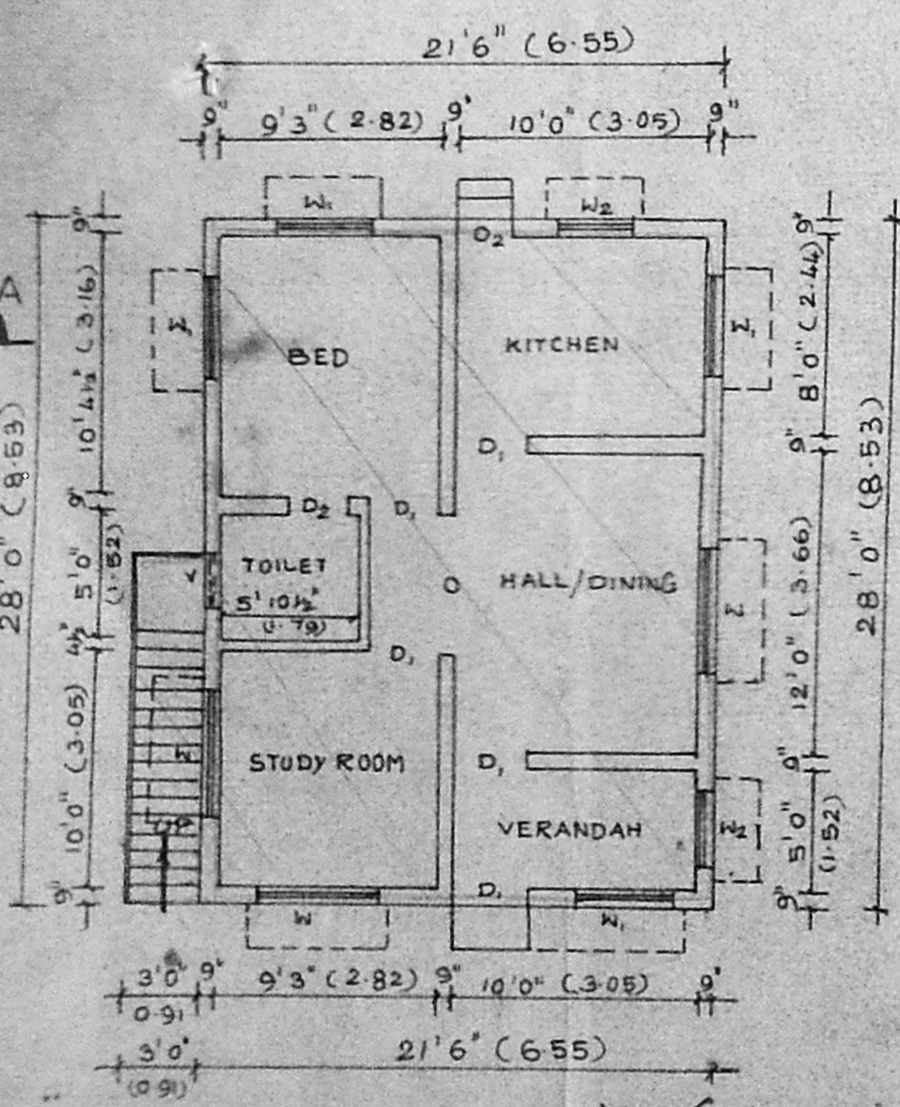 21'6" (6.55)
9" 9'3" (2.82) 9" 10'0" (3.05) 9"
W1 W2
O2
9" 9"
A
10'4½" (3.16)
8'0" (2.44)
BED KITCHEN
D1
9"
28'0" (8.53)
28'0" (8.53)
9" D2 D1
5'0" (1.52)
TOILET
V
5'10½"
(1.79)
O HALL/DINING
12'0" (3.66)
W
4½" D1
10'0" (3.05)
W
STUDY ROOM D1 9"
UP
VERANDAH W2 5'0" (1.52)
9" D1 9"
W W1
3'0" 9" 9'3" (2.82) 9" 10'0" (3.05) 9"
0.91
3'0" 21'6" (6.55)
(0.91)